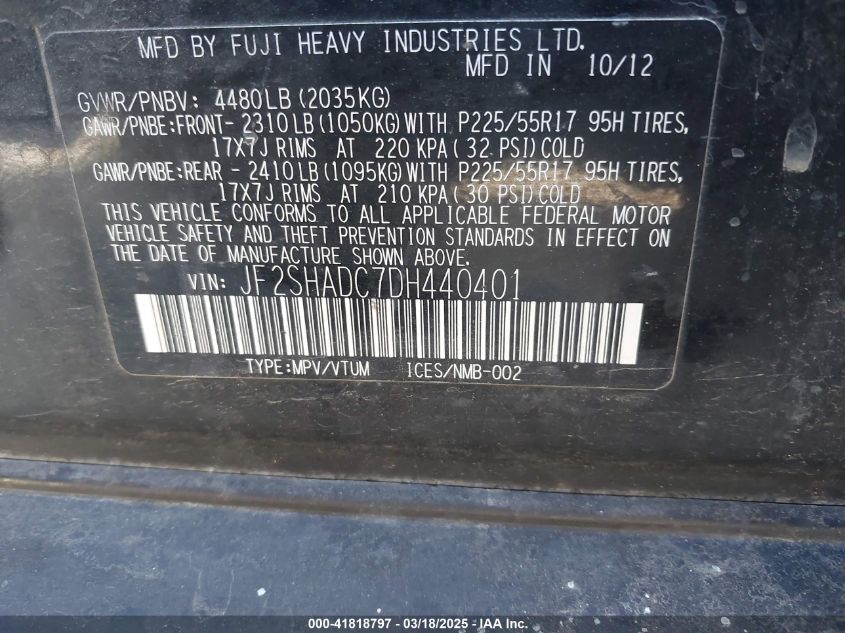 MFD BY FUJI HEAVY INDUSTRIES LTD.
MFD IN 10/12
GVWR/PNBV: 4480LB(2035KG)
GAWR/PNBE:FRONT- 2310LB(1050KG)WITH P225/55R17 95H TIRES,
17X7J RIMS AT 220 KPA(32 PSI)COLD
GAWR/PNBE:REAR - 2410LB(1095KG)WITH P225/55R17 95H TIRES,
17X7J RIMS AT 210 KPA(30 PSI)COLD
THIS VEHICLE CONFORMS TO ALL APPLICABLE FEDERAL MOTOR
VEHICLE SAFETY AND THEFT PREVENTION STANDARDS IN EFFECT ON
THE DATE OF MANUFACTURE SHOWN ABOVE.
VIN: JF2SHADC7DH440401
TYPE:MPV/VTUM ICES/NMB-002
000-41818797 - 03/18/2025 - IAA Inc.